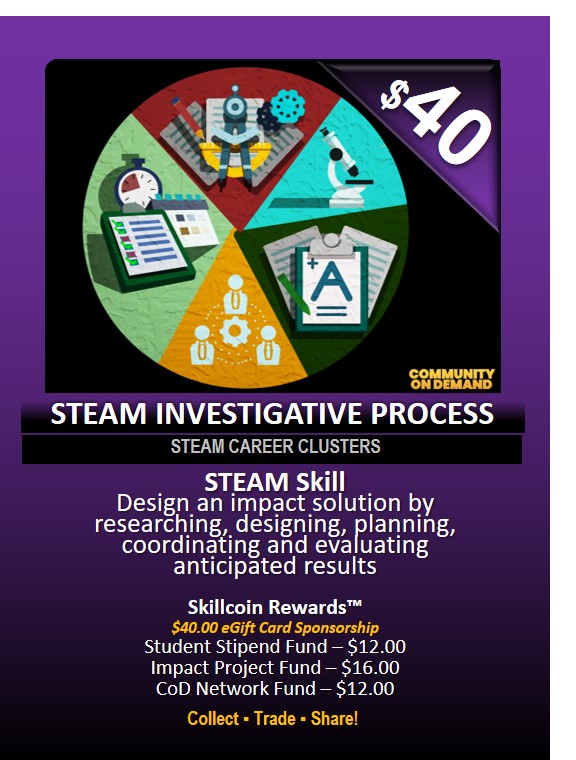 $40
A+
COMMUNITY
ON DEMAND
STEAM INVESTIGATIVE PROCESS
STEAM CAREER CLUSTERS
STEAM Skill
Design an impact solution by
researching, designing, planning,
coordinating and evaluating
anticipated results
Skillcoin Rewards™
$40.00 eGift Card Sponsorship
Student Stipend Fund – $12.00
Impact Project Fund – $16.00
CoD Network Fund – $12.00
Collect ▪ Trade ▪ Share!